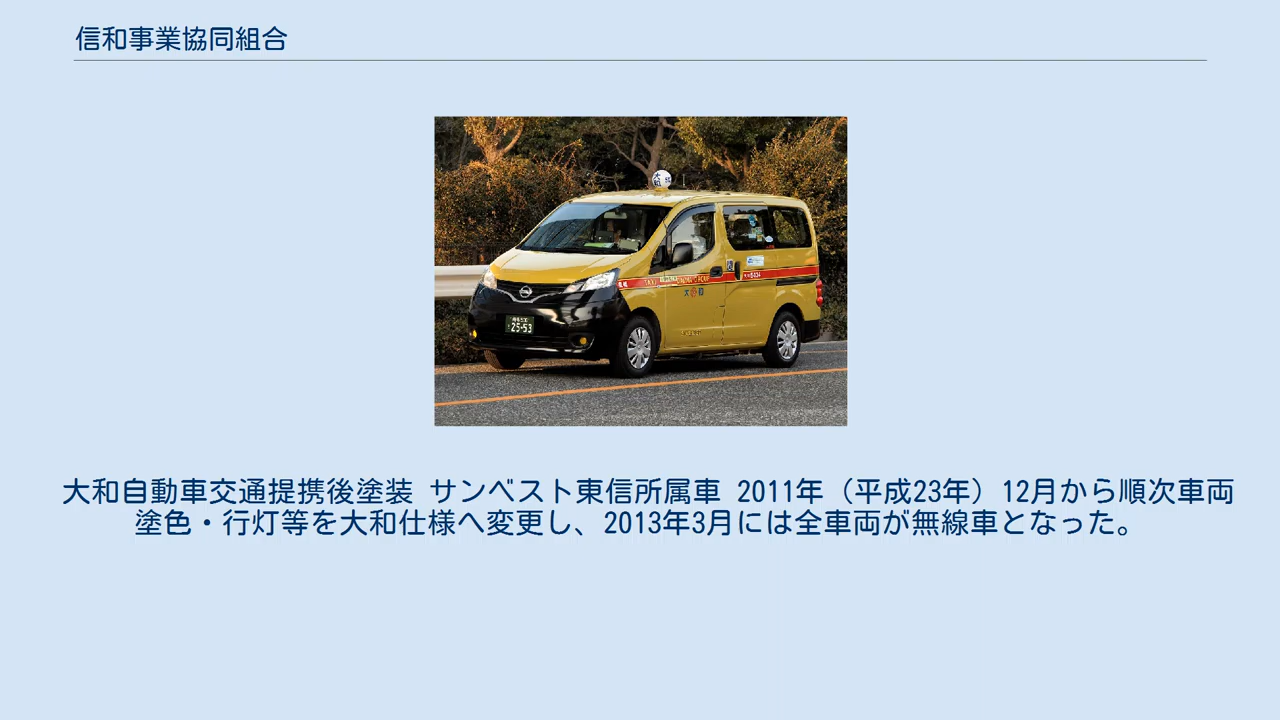 信和事業協同組合
TAXI
25-53
大和自動車交通提携後塗装 サンベスト東信所属車 2011年（平成23年）12月から順次車両
塗色・行灯等を大和仕様へ変更し、2013年3月には全車両が無線車となった。